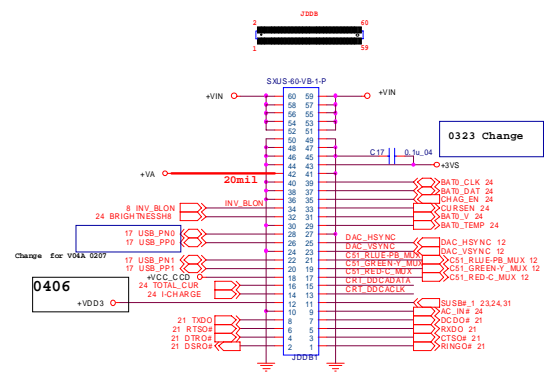 JDDB
2 60
1 59
SXUS-60-VB-1-P
+VIN 60 59 +VIN
58 57
56 55
54 53
52 51
50 49
48 47
46 45 C17 0.1u_04
44 43 +3VS
+VA 20mil 42 41
40 39 BAT0_CLK 24
38 37 BAT0_DAT 24
36 35 CHAG_EN 24
8 INV_BLON INV_BLON 34 33 CURSEN 24
24 BRIGHTNESS8 32 31 BAT0_V 24
30 29 BAT0_TEMP 24
17 USB_PN0 28 27 DAC_HSYNC DAC_HSYNC 12
17 USB_PP0 26 25 DAC_VSYNC DAC_VSYNC 12
24 23 C51_RLUE-PB_MUX C51_RLUE-PB_MUX 12
17 USB_PN1 22 21 C51_GREEN-Y_MUX C51_GREEN-Y_MUX 12
17 USB_PP1 20 19 C51_RED-C_MUX C51_RED-C_MUX 12
+VCC_CCD 18 17 CRT_DDCADATA
24 TOTAL_CUR 16 15 CRT_DDCACLK
24 I-CHARGE 14 13
+VDD3 12 11 SUSB#_1 23,24,31
10 9 AC_IN# 24
21 TXDO 8 7 DCDO# 21
21 RTSO# 6 5 RXDO 21
21 DTRO# 4 3 CTSO# 21
21 DSRO# 2 1 RINGO# 21
JDDB1
0323 Change
Change for V04A 0207
0406